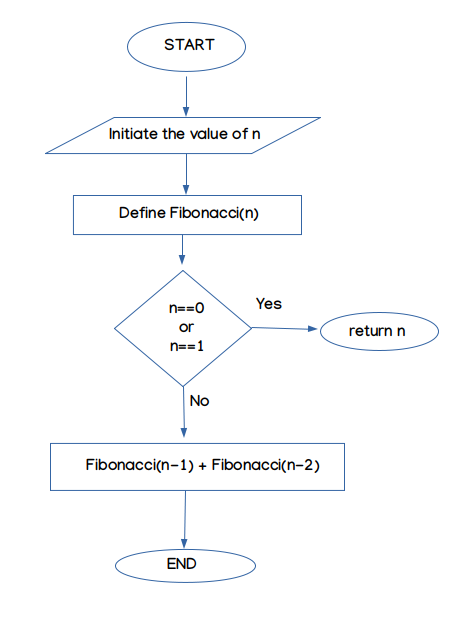 START
Initiate the value of n
Define Fibonacci(n)
n==0
or
n==1
Yes
return n
No
Fibonacci(n-1) + Fibonacci(n-2)
END